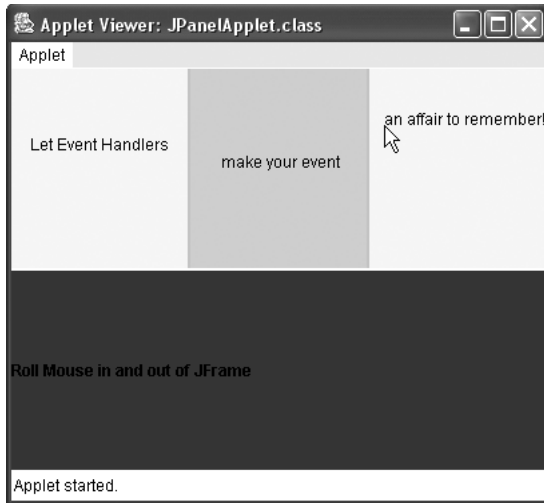 Applet Viewer: JPanelApplet.class
Applet
Let Event Handlers
make your event
an affair to remember!
Roll Mouse in and out of JFrame
Applet started.